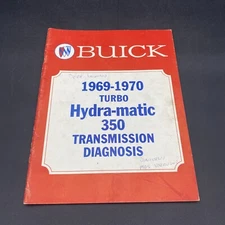 BUICK
1969-1970
TURBO
Hydra-matic
350
TRANSMISSION
DIAGNOSIS